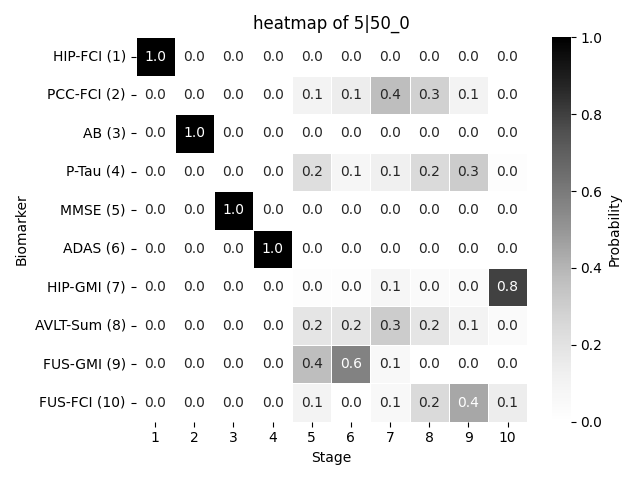 heatmap of 5|50_0
HIP-FCI (1) 1.0 0.0 0.0 0.0 0.0 0.0 0.0 0.0 0.0 0.0
PCC-FCI (2) 0.0 0.0 0.0 0.0 0.1 0.1 0.4 0.3 0.1 0.0
AB (3) 0.0 1.0 0.0 0.0 0.0 0.0 0.0 0.0 0.0 0.0
P-Tau (4) 0.0 0.0 0.0 0.0 0.2 0.1 0.1 0.2 0.3 0.0
MMSE (5) 0.0 0.0 1.0 0.0 0.0 0.0 0.0 0.0 0.0 0.0
ADAS (6) 0.0 0.0 0.0 1.0 0.0 0.0 0.0 0.0 0.0 0.0
HIP-GMI (7) 0.0 0.0 0.0 0.0 0.0 0.0 0.1 0.0 0.0 0.8
AVLT-Sum (8) 0.0 0.0 0.0 0.0 0.2 0.2 0.3 0.2 0.1 0.0
FUS-GMI (9) 0.0 0.0 0.0 0.0 0.4 0.6 0.1 0.0 0.0 0.0
FUS-FCI (10) 0.0 0.0 0.0 0.0 0.1 0.0 0.1 0.2 0.4 0.1
1 2 3 4 5 6 7 8 9 10
Stage
Biomarker
1.0
0.8
0.6
0.4
0.2
0.0
Probability